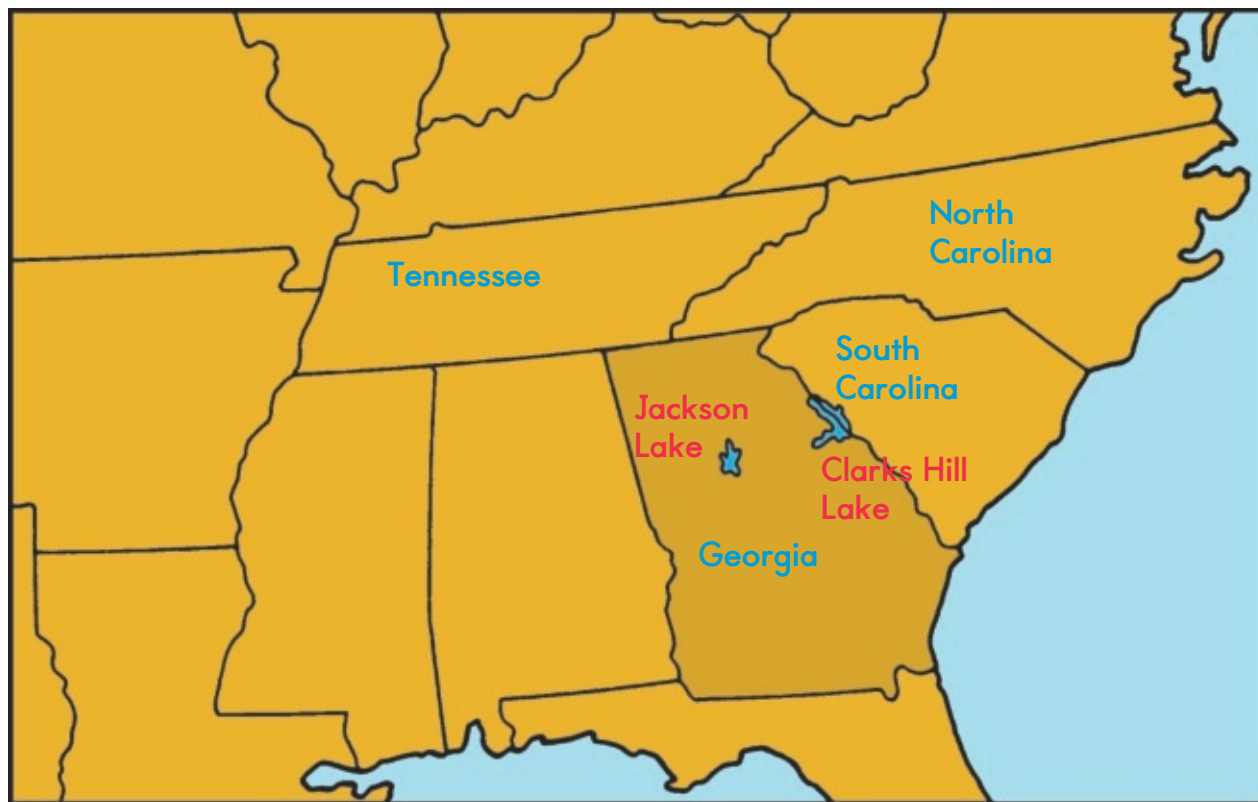 North
Carolina
Tennessee
South
Carolina
Jackson
Lake
Clarks Hill
Lake
Georgia